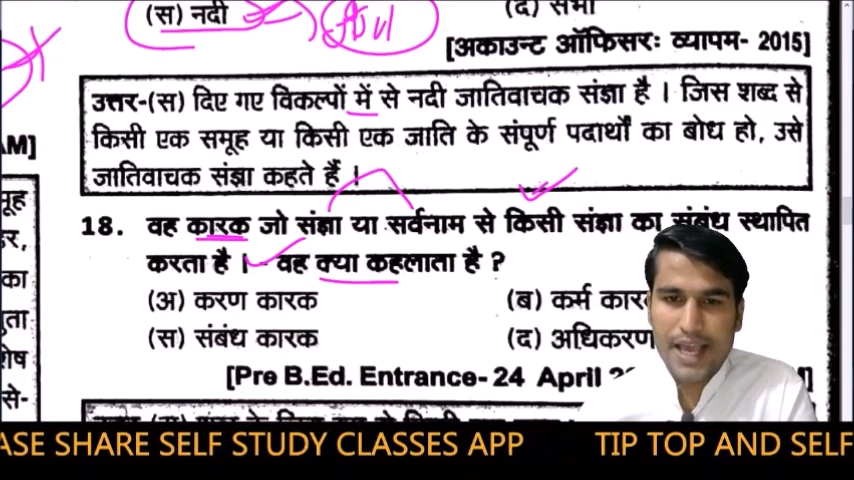 (स) नदी
(द) सभा
[अकाउन्ट ऑफिसरः व्यापम- 2015]
उत्तर-(स) दिए गए विकल्पों में से नदी जातिवाचक संज्ञा है । जिस शब्द से
किसी एक समूह या किसी एक जाति के संपूर्ण पदार्थों का बोध हो, उसे
जातिवाचक संज्ञा कहते हैं ।
AM]
मूह
का
शेष
से-
18. वह कारक जो संज्ञा या सर्वनाम से किसी संज्ञा का संबंध स्थापित
करता है । - वह क्या कहलाता है ?
(अ) करण कारक
(ब) कर्म कार
(स) संबंध कारक
(द) अधिकरण
[Pre B.Ed. Entrance- 24 April
ASE SHARE SELF STUDY CLASSES APP TIP TOP AND SELF